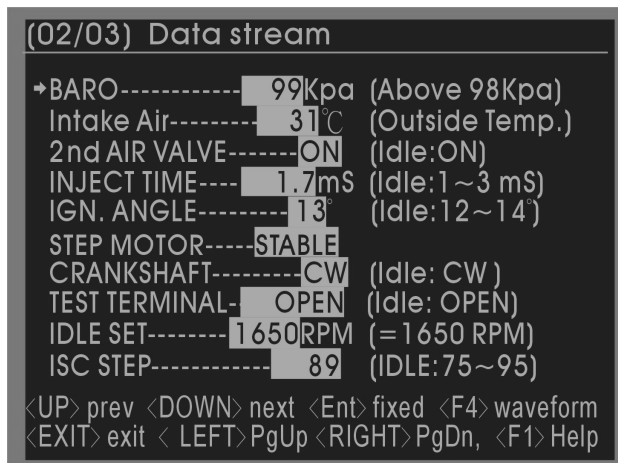 (02/03) Data stream
➜BARO------------ 99Kpa (Above 98Kpa)
Intake Air--------- 31℃ (Outside Temp.)
2nd AIR VALVE-------ON (Idle:ON)
INJECT TIME---- 1.7mS (Idle:1~3 mS)
IGN. ANGLE--------- 13° (Idle:12~14°)
STEP MOTOR-----STABLE
CRANKSHAFT---------CW (Idle: CW)
TEST TERMINAL- OPEN (Idle: OPEN)
IDLE SET-------- 1650RPM (=1650 RPM)
ISC STEP------------ 89 (IDLE:75~95)
<UP> prev <DOWN> next <Ent> fixed <F4> waveform
<EXIT> exit < LEFT> PgUp <RIGHT> PgDn, <F1> Help